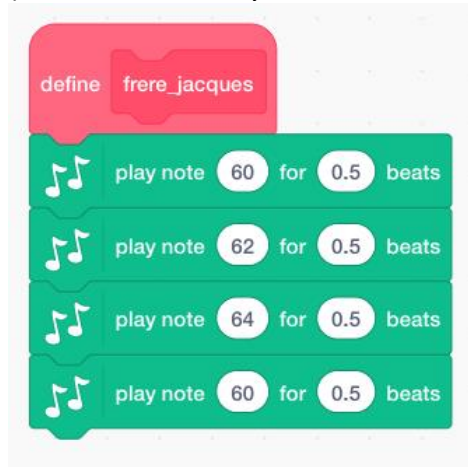 define frere_jacques
play note 60 for 0.5 beats
play note 62 for 0.5 beats
play note 64 for 0.5 beats
play note 60 for 0.5 beats